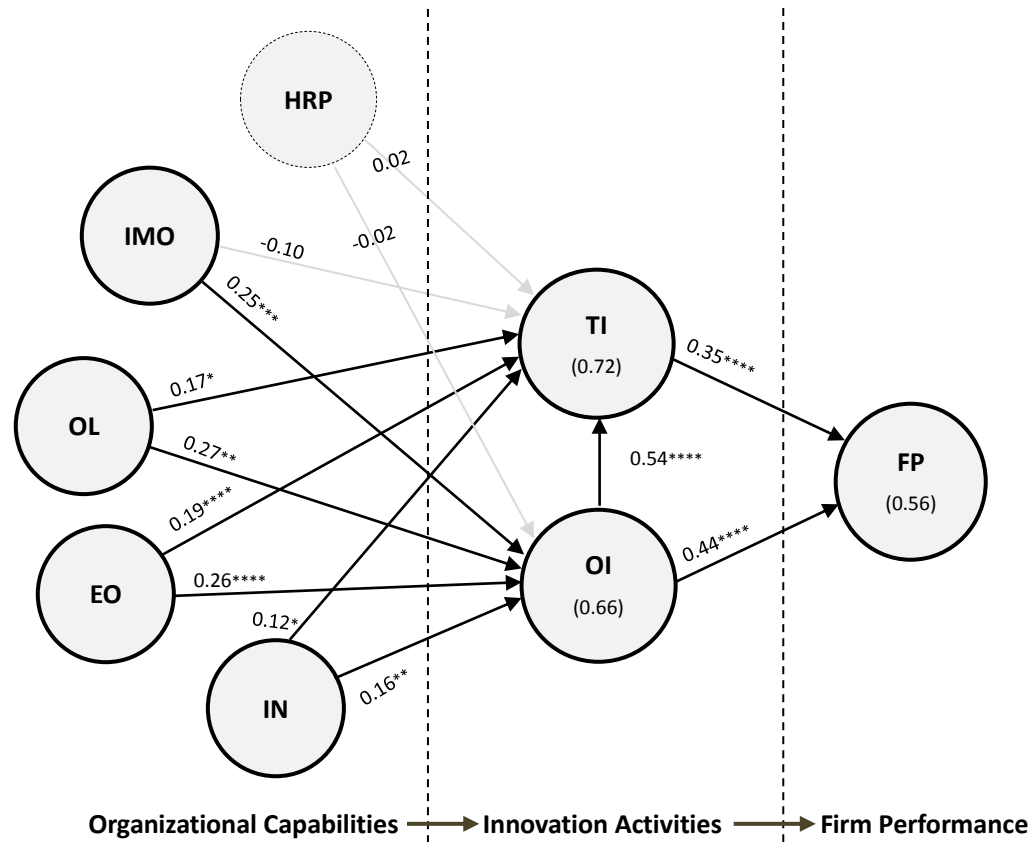 HRP
0.02
IMO
-0.10
-0.02
0.25***
TI
(0.72)
0.35****
OL
0.17*
0.27**
0.54****
FP
(0.56)
0.19****
EO
0.26****
OI
(0.66)
0.44****
0.12*
IN
0.16**
Organizational Capabilities
Innovation Activities
Firm Performance